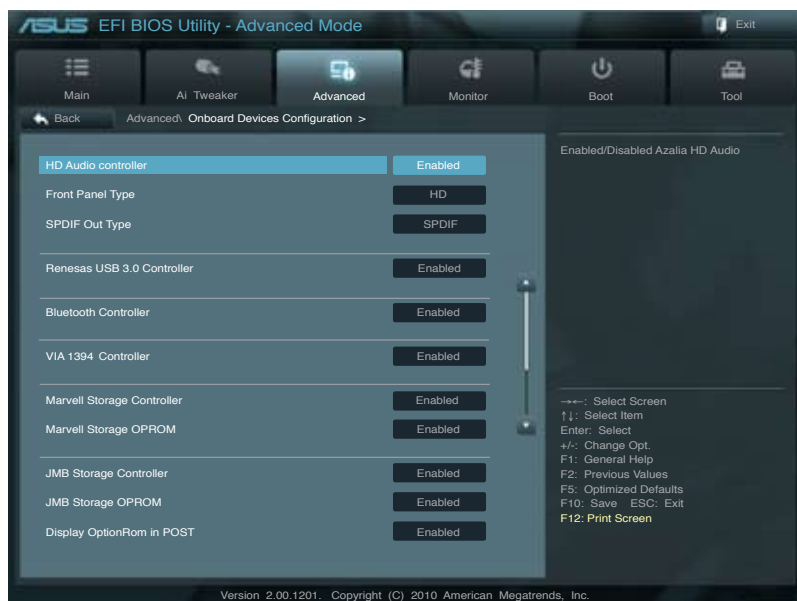 ASUS EFI BIOS Utility - Advanced Mode
Exit
Main
Ai Tweaker
Advanced
Monitor
Boot
Tool
Back
Advanced\ Onboard Devices Configuration >
HD Audio controller Enabled
Front Panel Type HD
SPDIF Out Type SPDIF
Renesas USB 3.0 Controller Enabled
Bluetooth Controller Enabled
VIA 1394 Controller Enabled
Marvell Storage Controller Enabled
Marvell Storage OPROM Enabled
JMB Storage Controller Enabled
JMB Storage OPROM Enabled
Display OptionRom in POST Enabled
Enabled/Disabled Azalia HD Audio
→←: Select Screen
↑↓: Select Item
Enter: Select
+/-: Change Opt.
F1: General Help
F2: Previous Values
F5: Optimized Defaults
F10: Save ESC: Exit
F12: Print Screen
Version 2.00.1201. Copyright (C) 2010 American Megatrends, Inc.